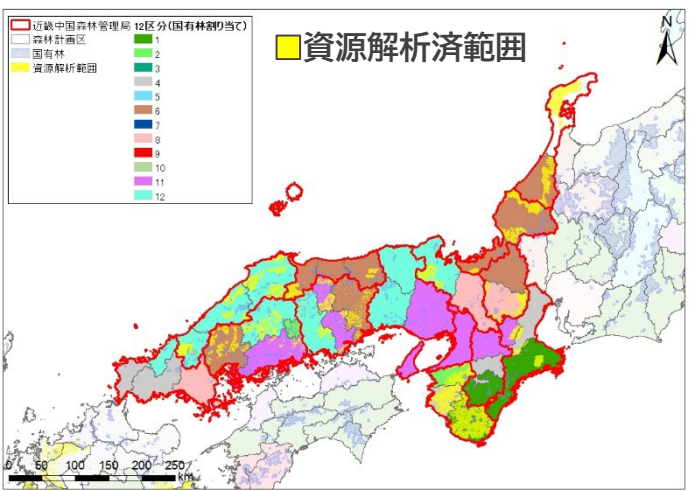 近畿中国森林管理局 12区分(国有林割り当て)
森林計画区 1
国有林 2
資源解析範囲 3
4
5
6
7
8
9
10
11
12
資源解析済範囲
N
0 50 100 150 200 250
km